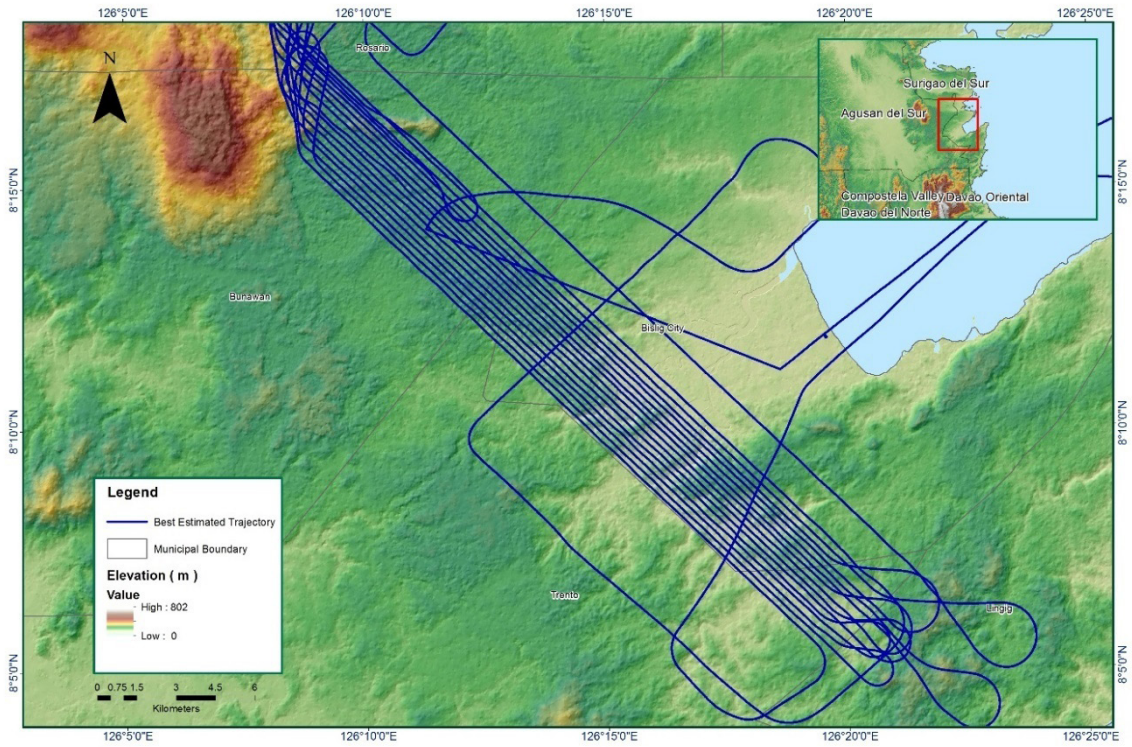 126°5'0"E 126°10'0"E 126°15'0"E 126°20'0"E 126°25'0"E
Rosario
N
Surigao del Sur
Agusan del Sur
Compostela Valley Davao Oriental
Davao del Norte
8°15'0"N 8°15'0"N
Bunawan
Bislig City
8°10'0"N 8°10'0"N
Legend
Best Estimated Trajectory
Municipal Boundary
Elevation ( m )
Value
High : 802
Low : 0
Trento
Lingig
8°5'0"N 8°5'0"N
0 0.75 1.5 3 4.5 6
Kilometers
126°5'0"E 126°10'0"E 126°15'0"E 126°20'0"E 126°25'0"E